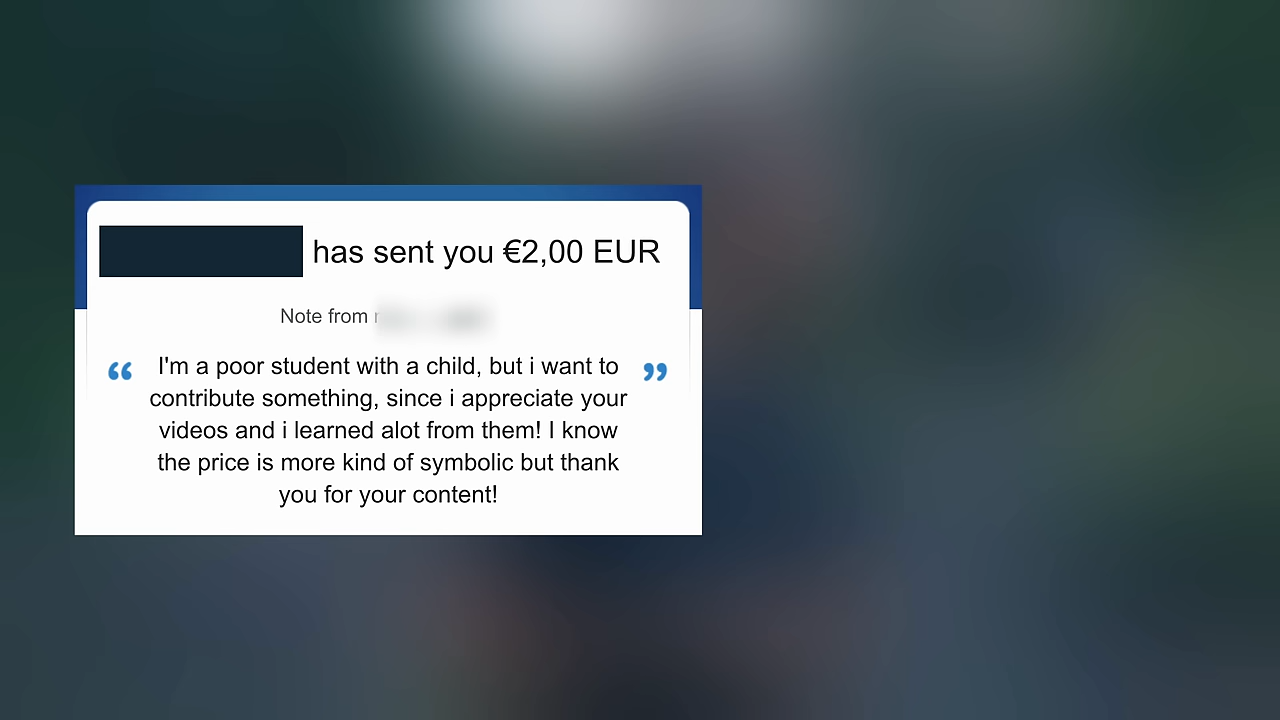 has sent you €2,00 EUR
Note from
“ I'm a poor student with a child, but i want to ”
contribute something, since i appreciate your
videos and i learned alot from them! I know
the price is more kind of symbolic but thank
you for your content!